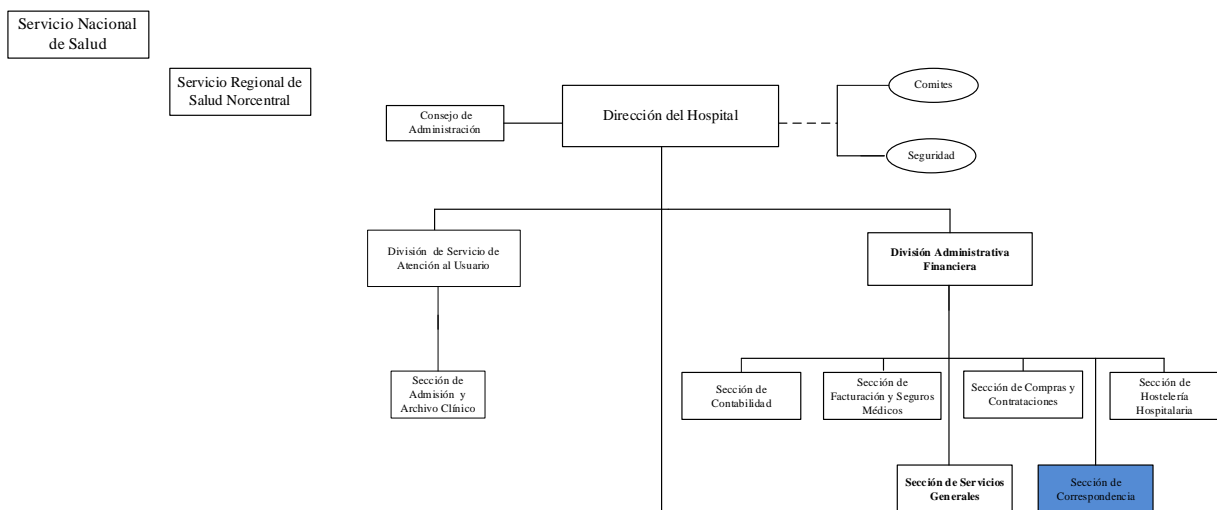 Servicio Nacional
de Salud
Servicio Regional de
Salud Norcentral
Consejo de
Administración
Dirección del Hospital
Comites
Seguridad
División de Servicio de
Atención al Usuario
División Administrativa
Financiera
Sección de
Admisión y
Archivo Clínico
Sección de
Contabilidad
Sección de
Facturación y Seguros
Médicos
Sección de Compras y
Contrataciones
Sección de
Hostelería
Hospitalaria
Sección de Servicios
Generales
Sección de
Correspondencia